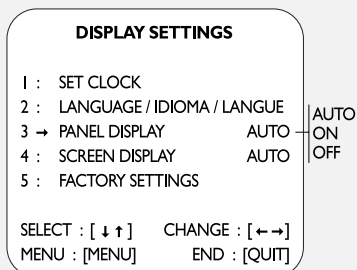 DISPLAY SETTINGS
1 : SET CLOCK
2 : LANGUAGE / IDIOMA / LANGUE
3 → PANEL DISPLAY AUTO
4 : SCREEN DISPLAY AUTO
5 : FACTORY SETTINGS
SELECT : [↓↑] CHANGE : [←→]
MENU : [MENU] END : [QUIT]
AUTO
ON
OFF